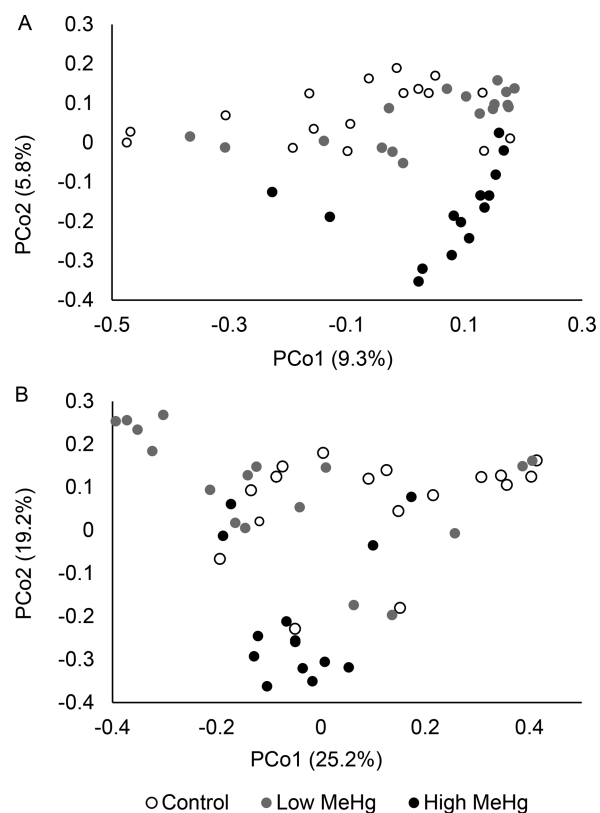 A
0.3
0.2
0.1
0
-0.1
-0.2
-0.3
-0.4
PCo2 (5.8%)
-0.5 -0.3 -0.1 0.1 0.3
PCo1 (9.3%)
B
0.3
0.2
0.1
0
-0.1
-0.2
-0.3
-0.4
PCo2 (19.2%)
-0.4 -0.2 0 0.2 0.4
PCo1 (25.2%)
Control Low MeHg High MeHg